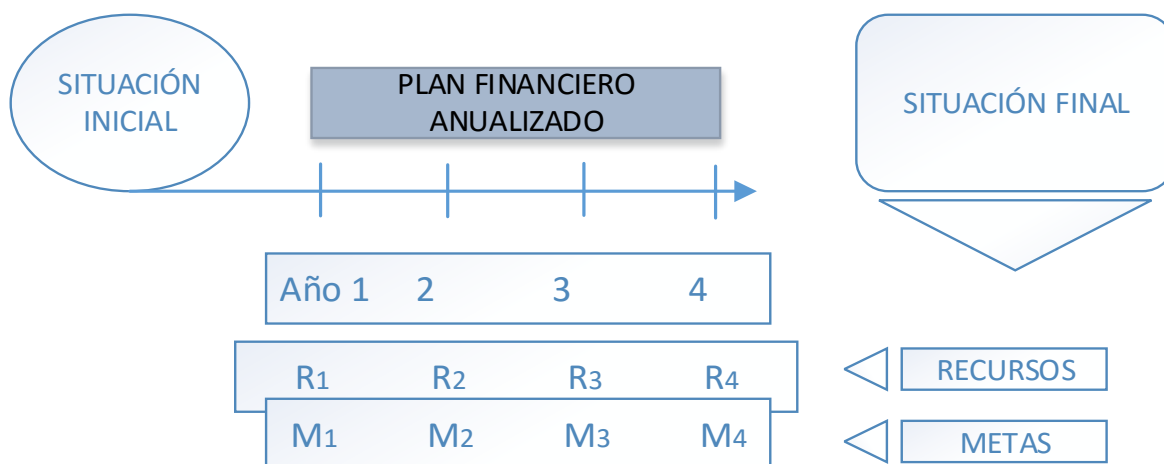 SITUACIÓN
INICIAL
PLAN FINANCIERO
ANUALIZADO
SITUACIÓN FINAL
Año 1 2 3 4
R1 R2 R3 R4
RECURSOS
M1 M2 M3 M4
METAS